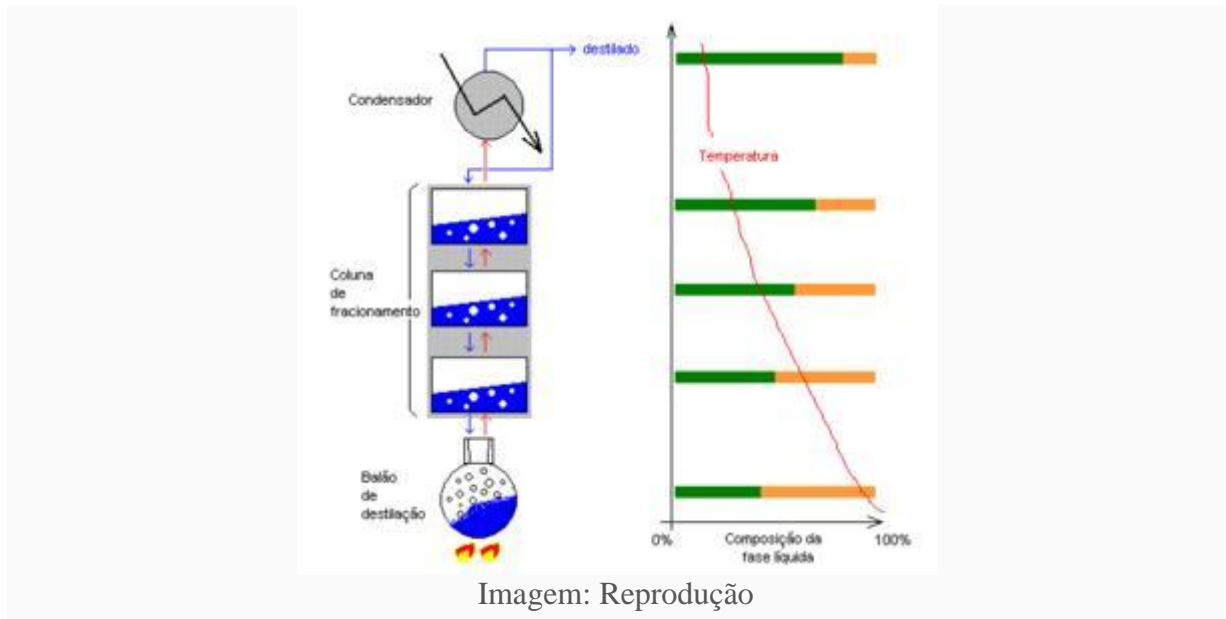 destilado
Condensador
Temperatura
Coluna
de
fracionamento
Balão
de
destilação
0%
Composição da
fase líquida
100%
Imagem: Reprodução